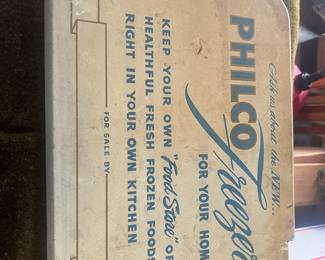 Ask us about the NEW...
PHILCO Freezer
FOR YOUR HOM
KEEP YOUR OWN "Food Store" OF
HEALTHFUL FRESH FROZEN FOODS
RIGHT IN YOUR OWN KITCHEN
FOR SALE BY